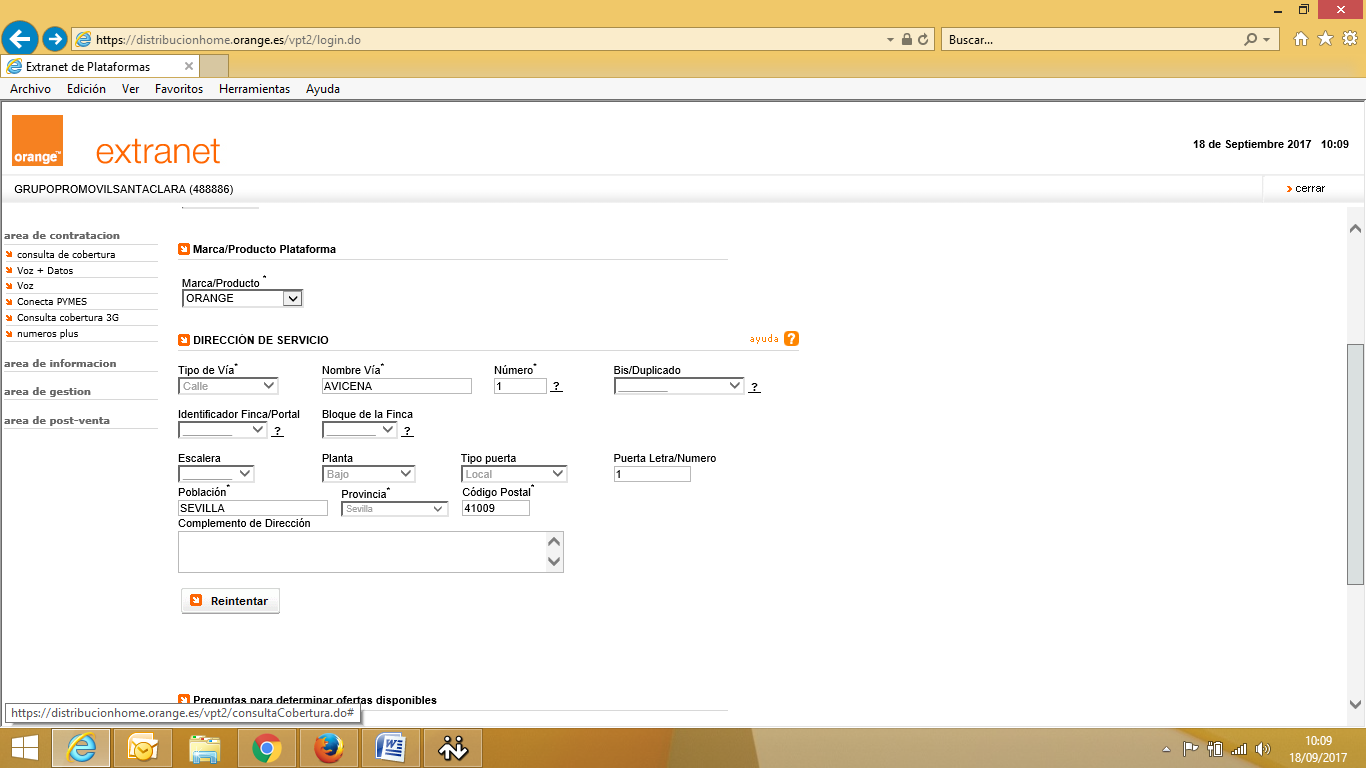 https://distribucionhome.orange.es/vpt2/login.do
Buscar...
Extranet de Plataformas
Archivo Edición Ver Favoritos Herramientas Ayuda
orange™
extranet
18 de Septiembre 2017 10:09
GRUPOPROMOVILSANTACLARA (488886)
cerrar
area de contratacion
consulta de cobertura
Voz + Datos
Voz
Conecta PYMES
Consulta cobertura 3G
numeros plus
area de informacion
area de gestion
area de post-venta
Marca/Producto Plataforma
Marca/Producto *
ORANGE
DIRECCIÓN DE SERVICIO
ayuda ?
Tipo de Vía* Nombre Vía* Número* Bis/Duplicado
Calle AVICENA 1 ? ________ ?
Identificador Finca/Portal Bloque de la Finca
________ ? ________ ?
Escalera Planta Tipo puerta Puerta Letra/Numero
________ Bajo Local 1
Población* Provincia* Código Postal*
SEVILLA Sevilla 41009
Complemento de Dirección
Reintentar
Preguntas para determinar ofertas disponibles
https://distribucionhome.orange.es/vpt2/consultaCobertura.do#
10:09
18/09/2017